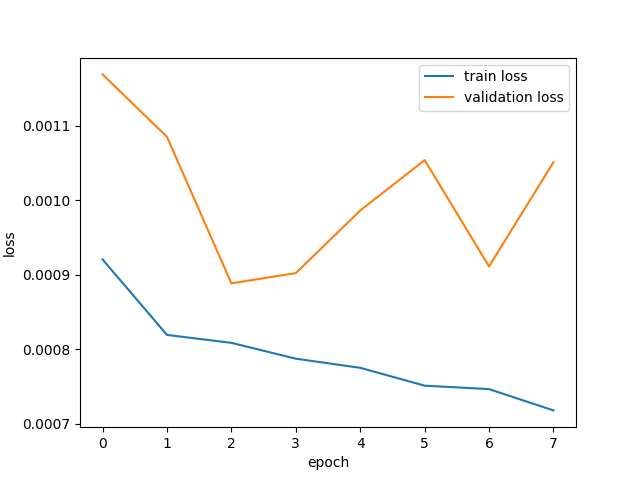 train loss
validation loss
0.0011
0.0010
0.0009
0.0008
0.0007
loss
0 1 2 3 4 5 6 7
epoch